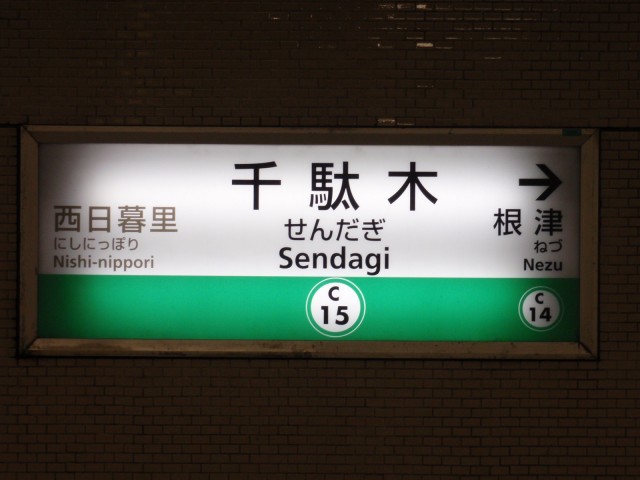 西日暮里
にしにっぽり
Nishi-nippori
千駄木
せんだぎ
Sendagi
C
15
→
根津
ねづ
Nezu
C
14